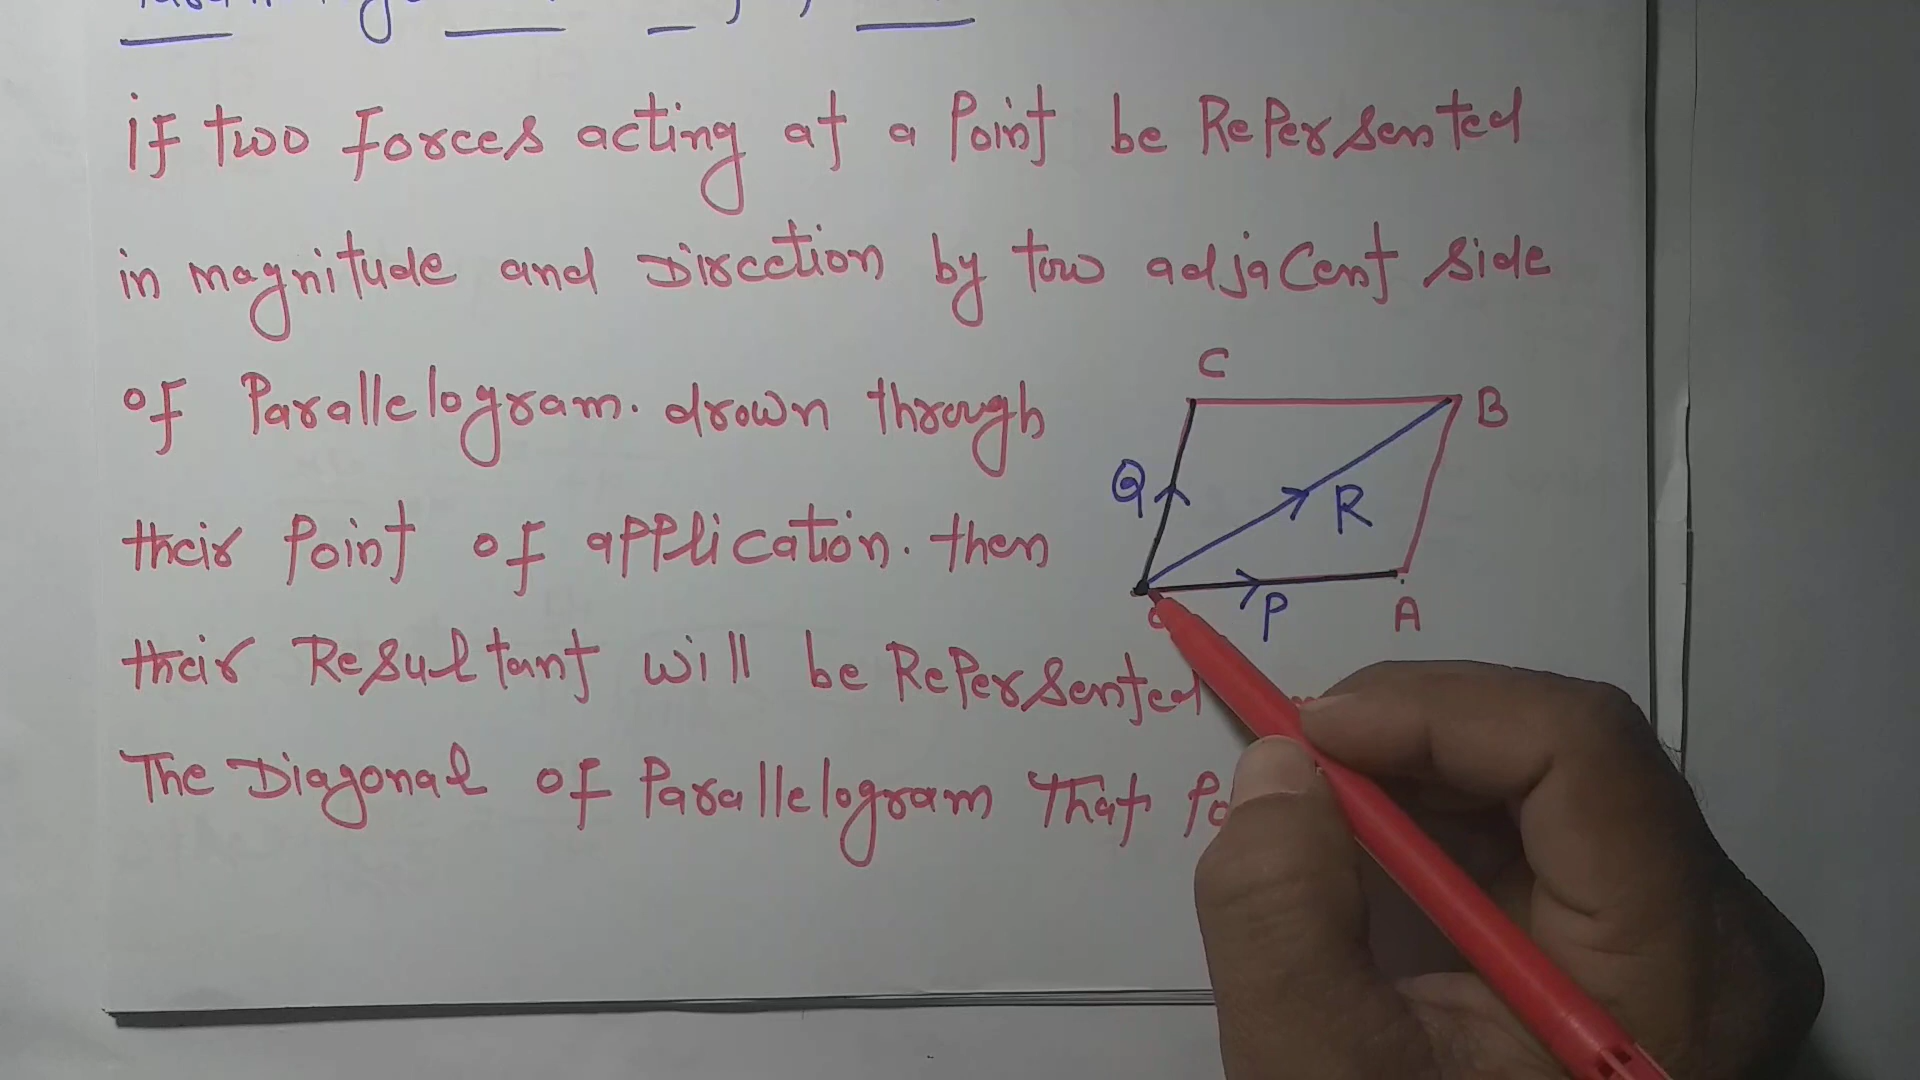 if two forces acting at a Point be RePersented
in magnitude and Direction by tow adjacent side
C
of Parallelogram. drown through
B
Q
R
their Point of application. then
P
A
their Resultant will be RePersented
The Diagonal of Parallelogram That